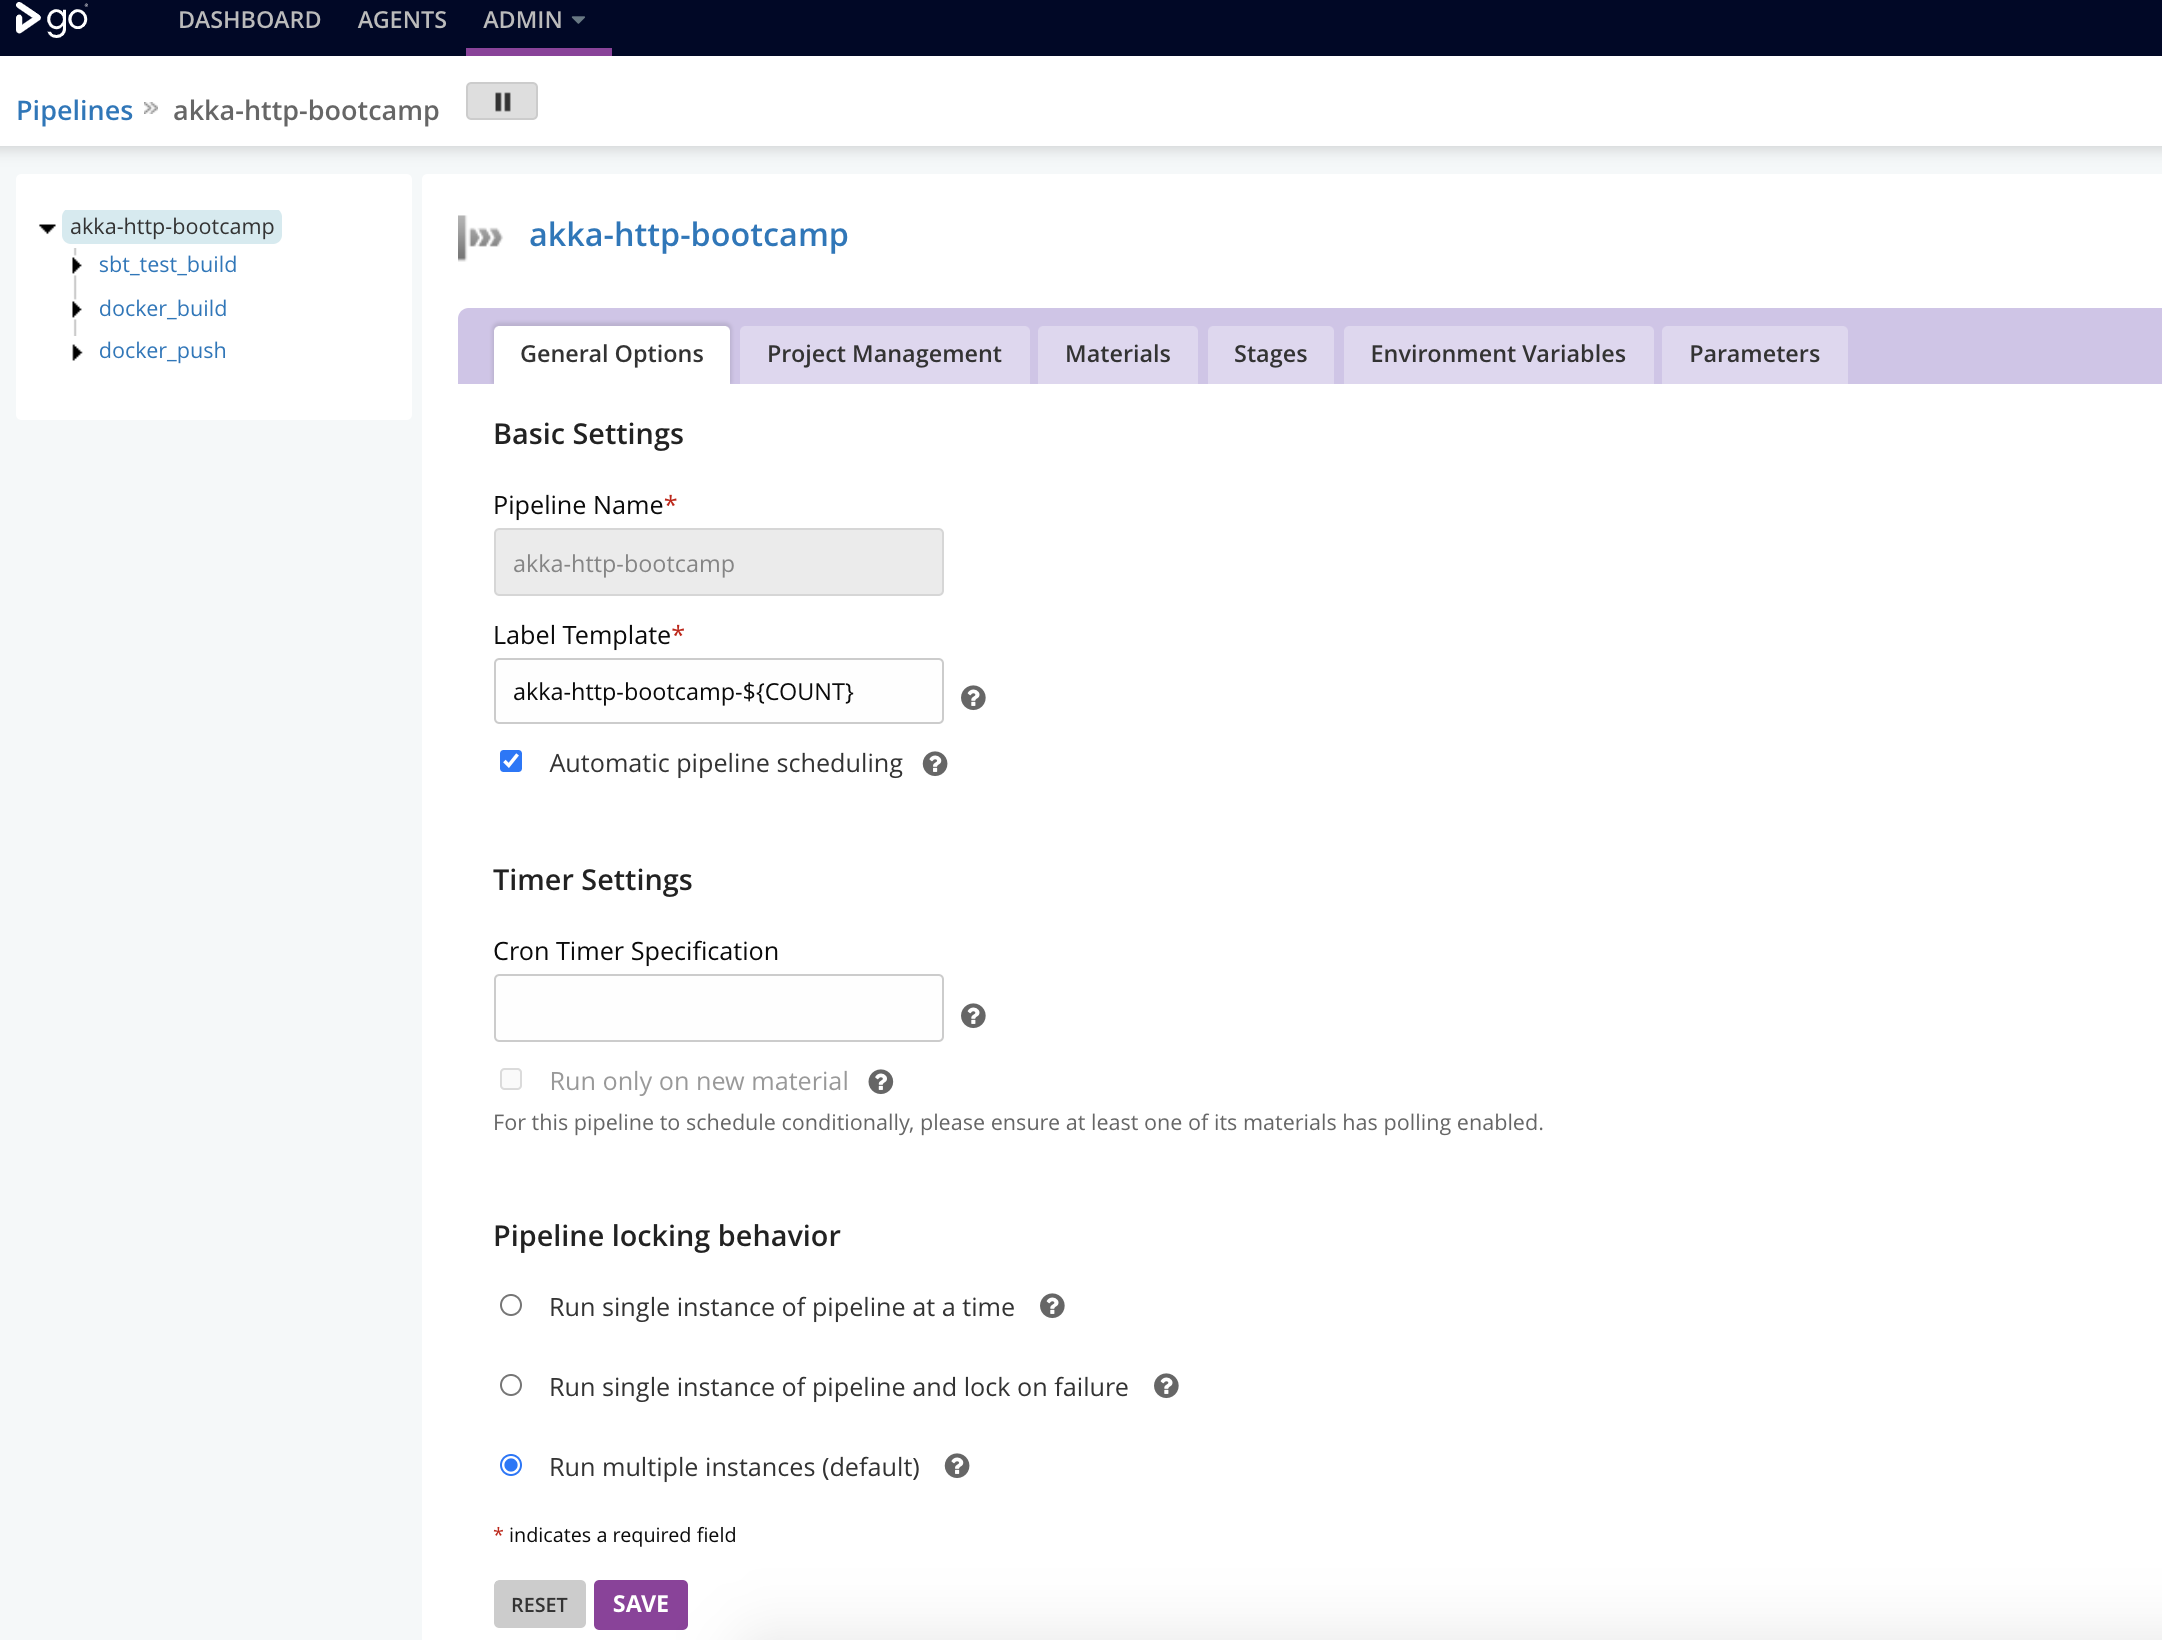 go
DASHBOARD AGENTS ADMIN
Pipelines » akka-http-bootcamp
akka-http-bootcamp
sbt_test_build
docker_build
docker_push
akka-http-bootcamp
General Options Project Management Materials Stages Environment Variables Parameters
Basic Settings
Pipeline Name*
akka-http-bootcamp
Label Template*
akka-http-bootcamp-${COUNT}
Automatic pipeline scheduling
Timer Settings
Cron Timer Specification
Run only on new material
For this pipeline to schedule conditionally, please ensure at least one of its materials has polling enabled.
Pipeline locking behavior
Run single instance of pipeline at a time
Run single instance of pipeline and lock on failure
Run multiple instances (default)
* indicates a required field
RESET SAVE